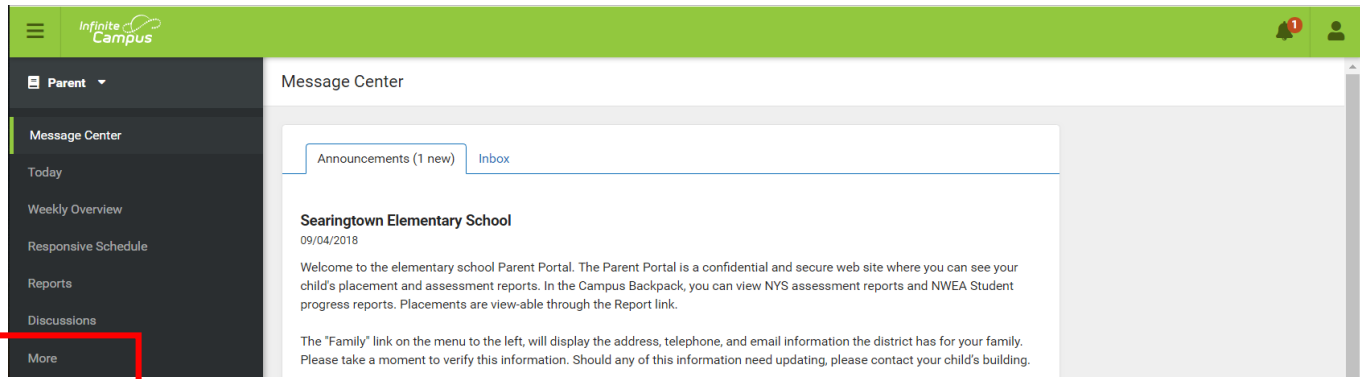 Infinite
Campus
1
Parent
Message Center
Message Center
Today
Weekly Overview
Responsive Schedule
Reports
Discussions
More
Announcements (1 new)
Inbox
Searingtown Elementary School
09/04/2018
Welcome to the elementary school Parent Portal. The Parent Portal is a confidential and secure web site where you can see your
child's placement and assessment reports. In the Campus Backpack, you can view NYS assessment reports and NWEA Student
progress reports. Placements are view-able through the Report link.
The "Family" link on the menu to the left, will display the address, telephone, and email information the district has for your family.
Please take a moment to verify this information. Should any of this information need updating, please contact your child's building.